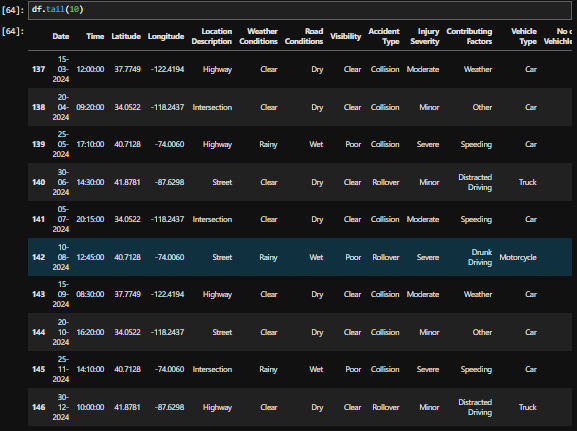 [64]: df.tail(10)
[64]: Date Time Latitude Longitude Location Description Weather Conditions Road Conditions Visibility Accident Type Injury Severity Contributing Factors Vehicle Type No o Vehichle
137 15-03-2024 12:00:00 37.7749 -122.4194 Highway Clear Dry Clear Collision Moderate Weather Car
138 20-04-2024 09:20:00 34.0522 -118.2437 Intersection Clear Dry Clear Collision Minor Other Car
139 25-05-2024 17:10:00 40.7128 -74.0060 Highway Rainy Wet Poor Collision Severe Speeding Car
140 30-06-2024 14:30:00 41.8781 -87.6298 Street Clear Dry Clear Rollover Minor Distracted Driving Truck
141 05-07-2024 20:15:00 34.0522 -118.2437 Intersection Clear Dry Clear Collision Moderate Speeding Car
142 10-08-2024 12:45:00 40.7128 -74.0060 Street Rainy Wet Poor Rollover Severe Drunk Driving Motorcycle
143 15-09-2024 08:30:00 37.7749 -122.4194 Highway Clear Dry Clear Collision Moderate Weather Car
144 20-10-2024 16:20:00 34.0522 -118.2437 Street Clear Dry Clear Collision Minor Other Car
145 25-11-2024 14:10:00 40.7128 -74.0060 Intersection Rainy Wet Poor Collision Severe Speeding Car
146 30-12-2024 10:00:00 41.8781 -87.6298 Highway Clear Dry Clear Rollover Minor Distracted Driving Truck